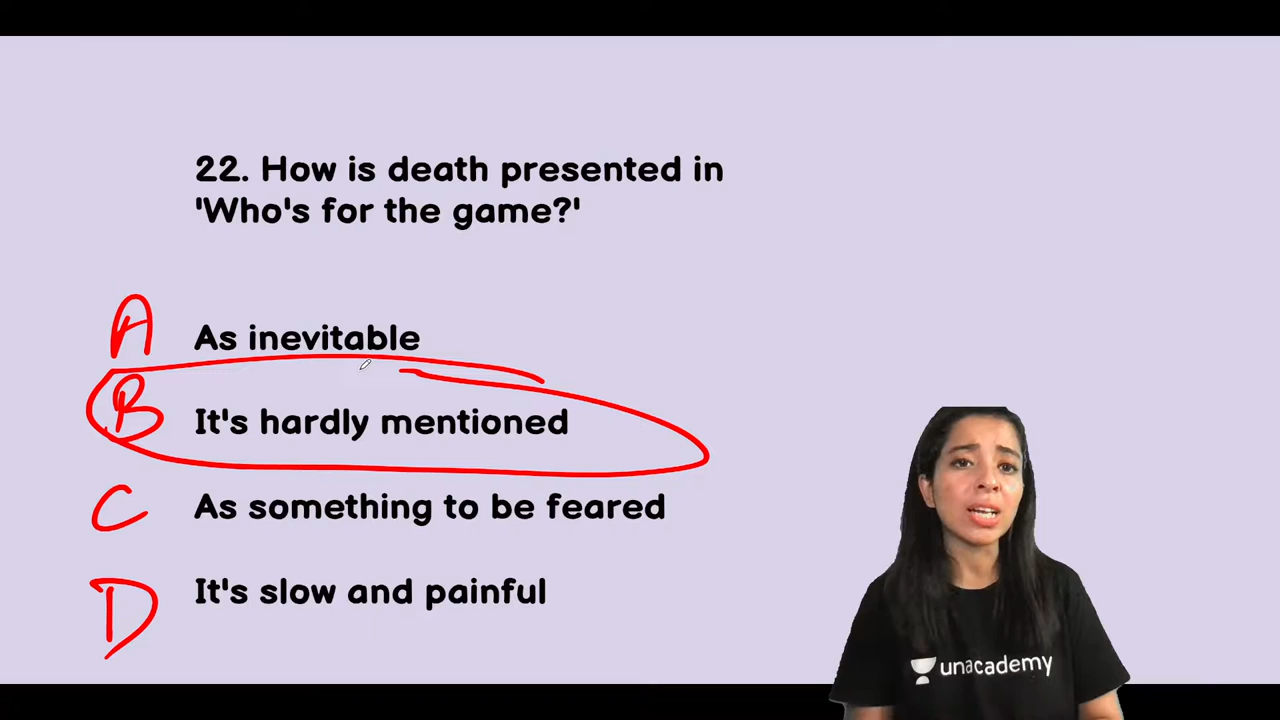 22. How is death presented in
'Who's for the game?'
A As inevitable
B It's hardly mentioned
C As something to be feared
D It's slow and painful
unacademy